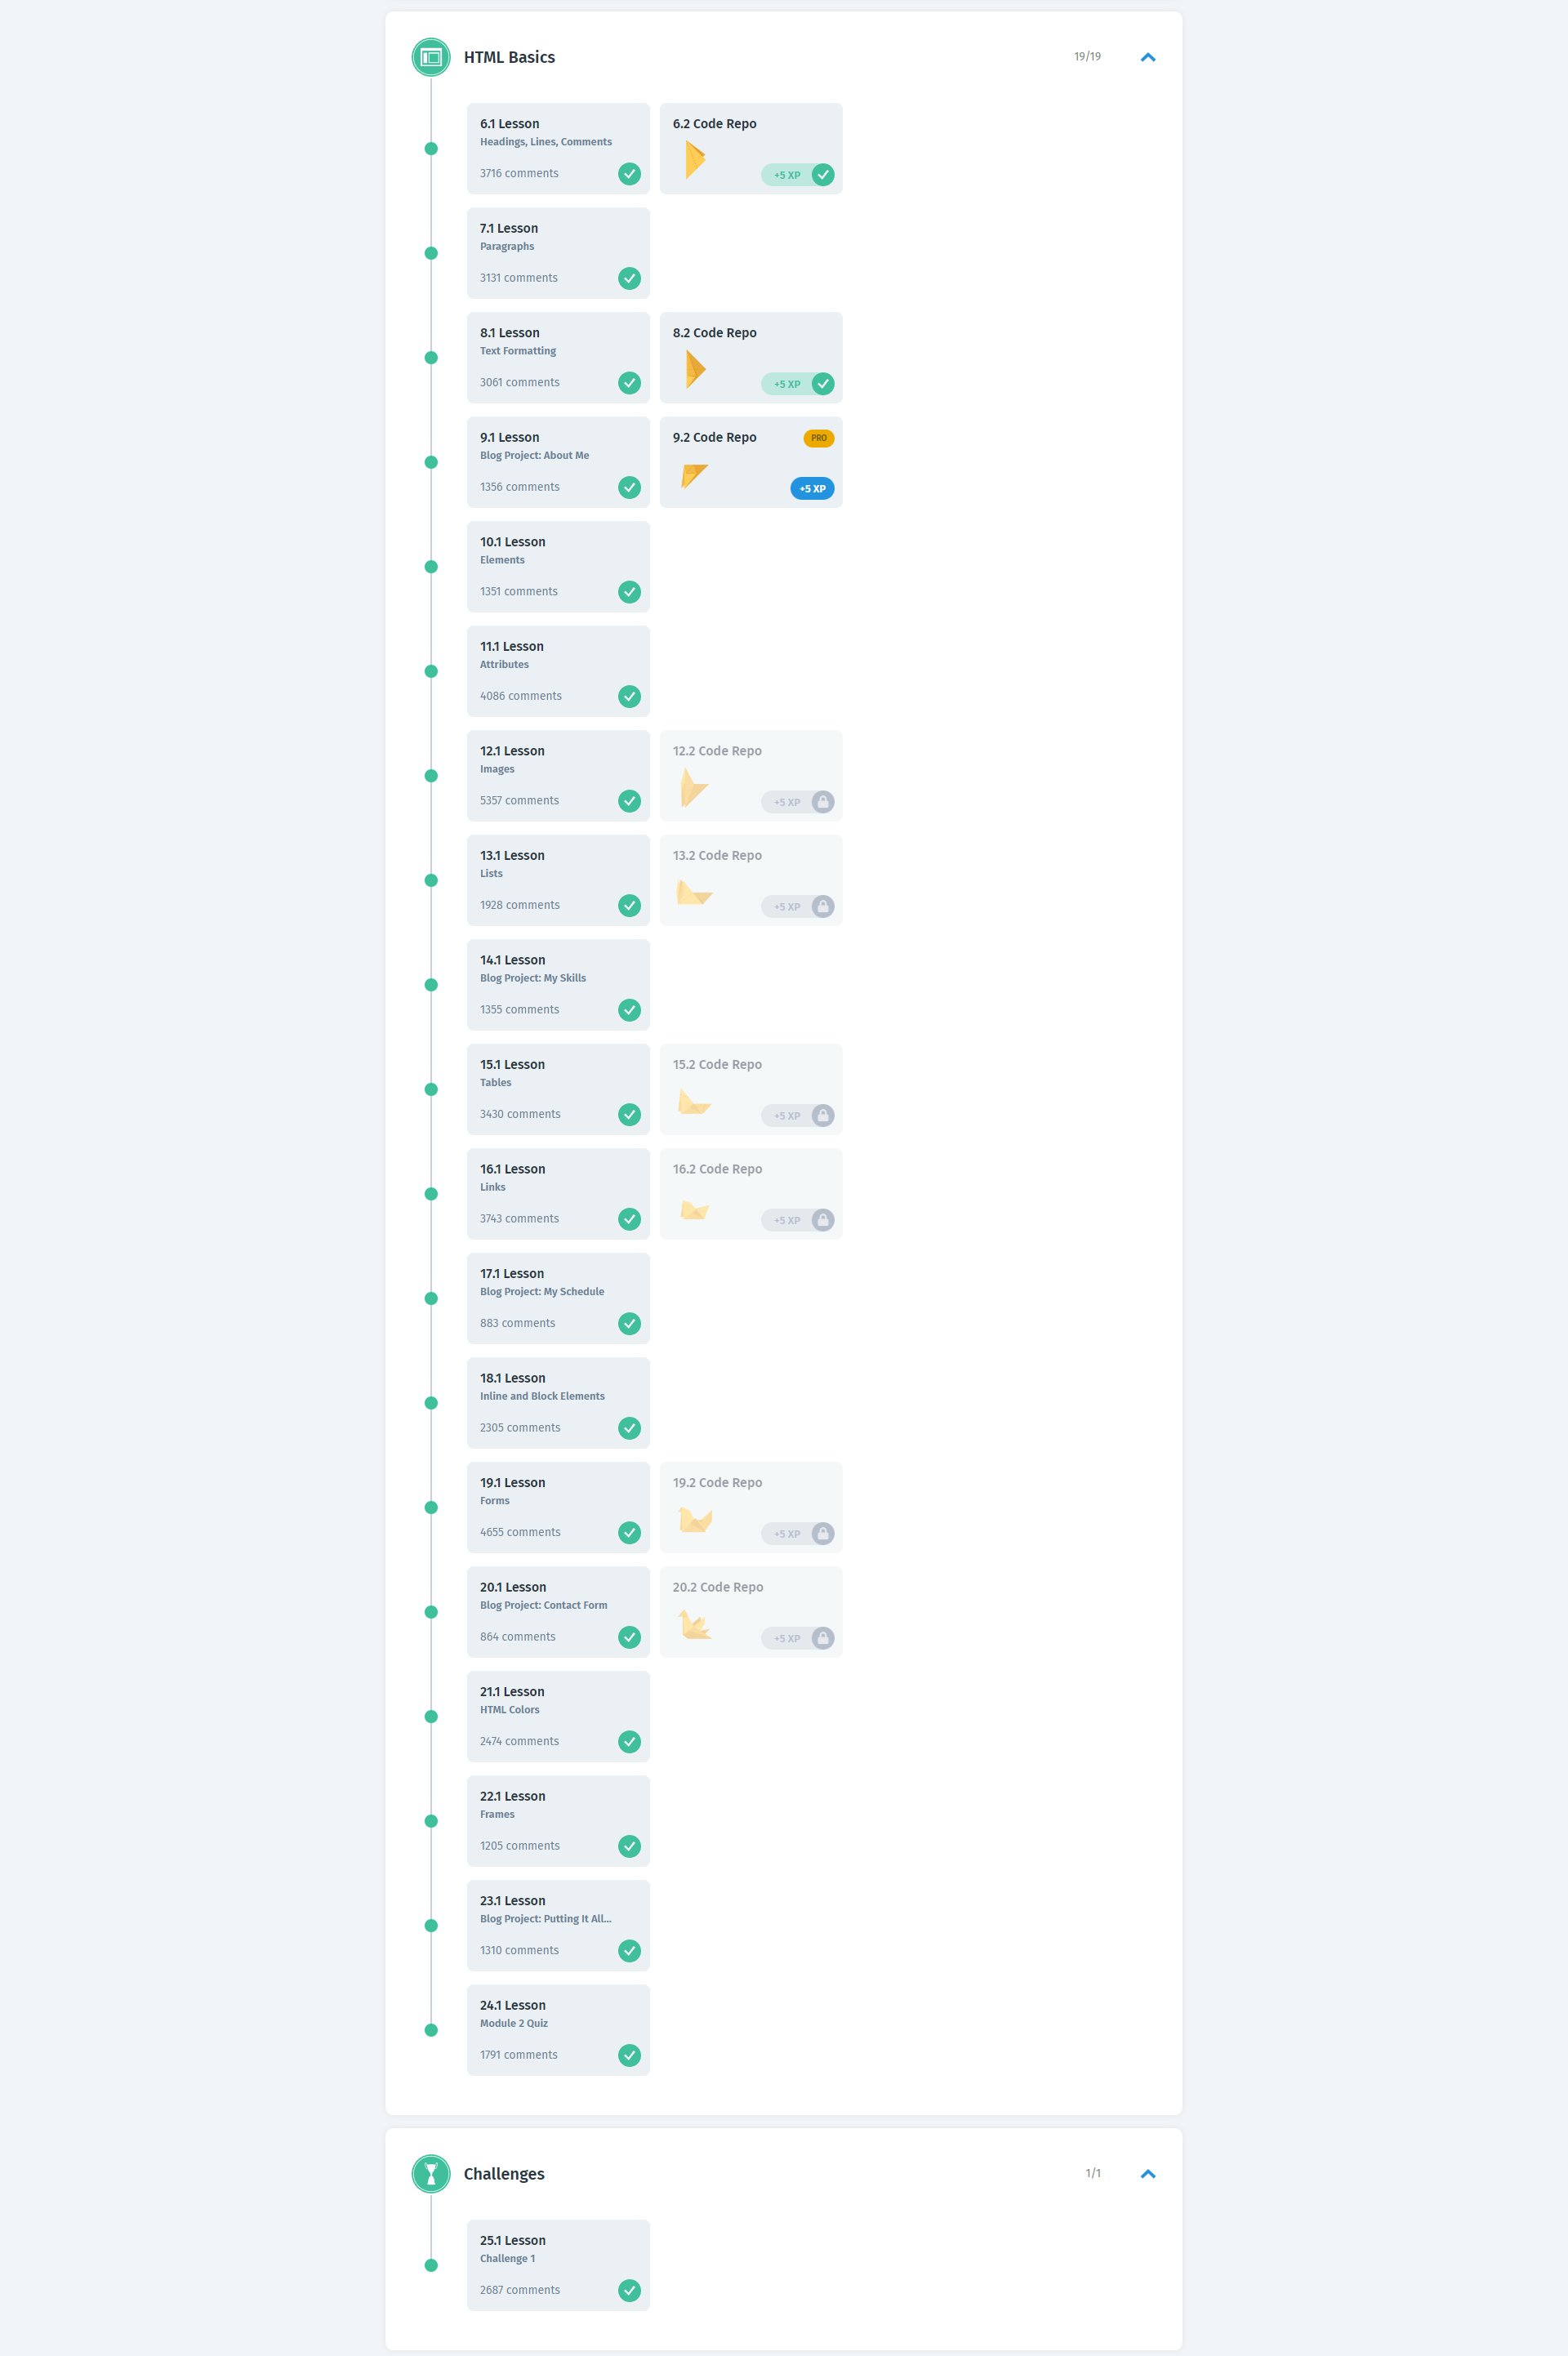 HTML Basics
19/19
6.1 Lesson
Headings, Lines, Comments
3716 comments
6.2 Code Repo
+5 XP
7.1 Lesson
Paragraphs
3131 comments
8.1 Lesson
Text Formatting
3061 comments
8.2 Code Repo
+5 XP
9.1 Lesson
Blog Project: About Me
1356 comments
9.2 Code Repo
PRO
+5 XP
10.1 Lesson
Elements
1351 comments
11.1 Lesson
Attributes
4086 comments
12.1 Lesson
Images
5357 comments
12.2 Code Repo
+5 XP
13.1 Lesson
Lists
1928 comments
13.2 Code Repo
+5 XP
14.1 Lesson
Blog Project: My Skills
1355 comments
15.1 Lesson
Tables
3430 comments
15.2 Code Repo
+5 XP
16.1 Lesson
Links
3743 comments
16.2 Code Repo
+5 XP
17.1 Lesson
Blog Project: My Schedule
883 comments
18.1 Lesson
Inline and Block Elements
2305 comments
19.1 Lesson
Forms
4655 comments
19.2 Code Repo
+5 XP
20.1 Lesson
Blog Project: Contact Form
864 comments
20.2 Code Repo
+5 XP
21.1 Lesson
HTML Colors
2474 comments
22.1 Lesson
Frames
1205 comments
23.1 Lesson
Blog Project: Putting It All...
1310 comments
24.1 Lesson
Module 2 Quiz
1791 comments
Challenges
1/1
25.1 Lesson
Challenge 1
2687 comments